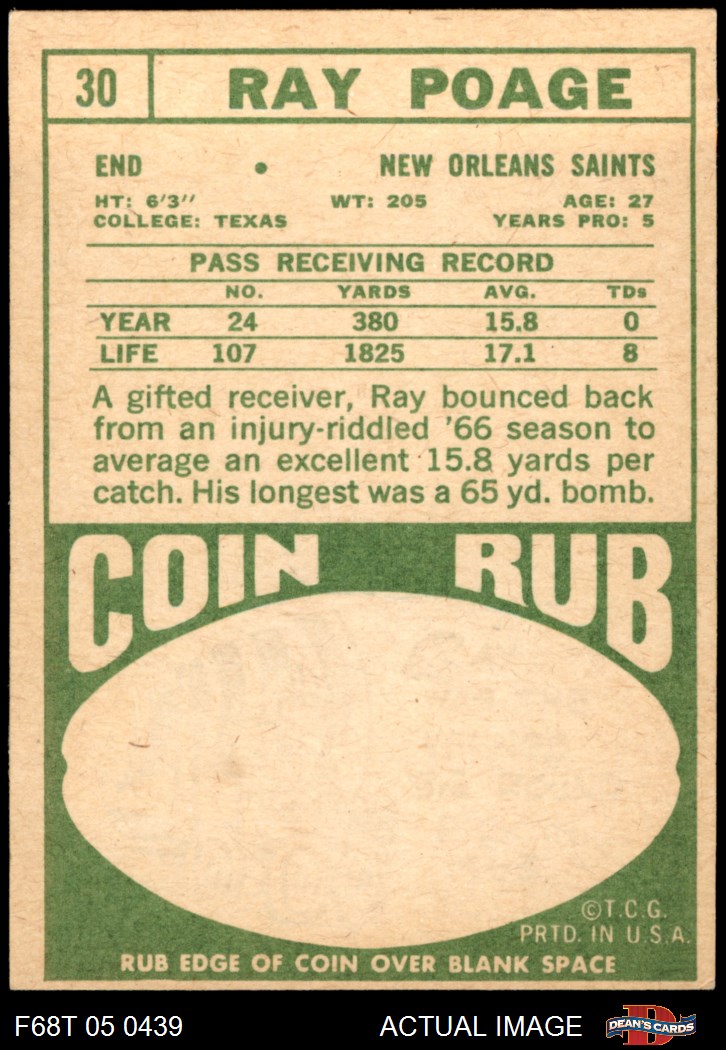 30 RAY POAGE
END • NEW ORLEANS SAINTS
HT: 6'3'' WT: 205 AGE: 27
COLLEGE: TEXAS YEARS PRO: 5
PASS RECEIVING RECORD
NO. YARDS AVG. TDs
YEAR 24 380 15.8 0
LIFE 107 1825 17.1 8
A gifted receiver, Ray bounced back
from an injury-riddled '66 season to
average an excellent 15.8 yards per
catch. His longest was a 65 yd. bomb.
COIN RUB
©T.C.G.
PRTD. IN U.S.A.
RUB EDGE OF COIN OVER BLANK SPACE
F68T 05 0439 ACTUAL IMAGE D DEAN'S CARDS